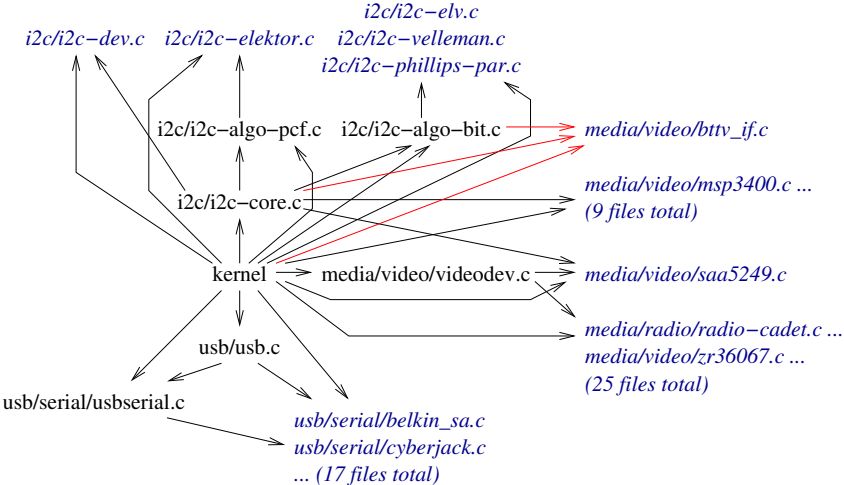 i2c/i2c−elv.c
i2c/i2c−dev.c
i2c/i2c−elektor.c
i2c/i2c−velleman.c
i2c/i2c−phillips−par.c
i2c/i2c−algo−pcf.c
i2c/i2c−algo−bit.c
media/video/bttv_if.c
media/video/msp3400.c ...
(9 files total)
i2c/i2c−core.c
kernel
media/video/videodev.c
media/video/saa5249.c
media/radio/radio−cadet.c ...
media/video/zr36067.c ...
(25 files total)
usb/usb.c
usb/serial/usbserial.c
usb/serial/belkin_sa.c
usb/serial/cyberjack.c
... (17 files total)